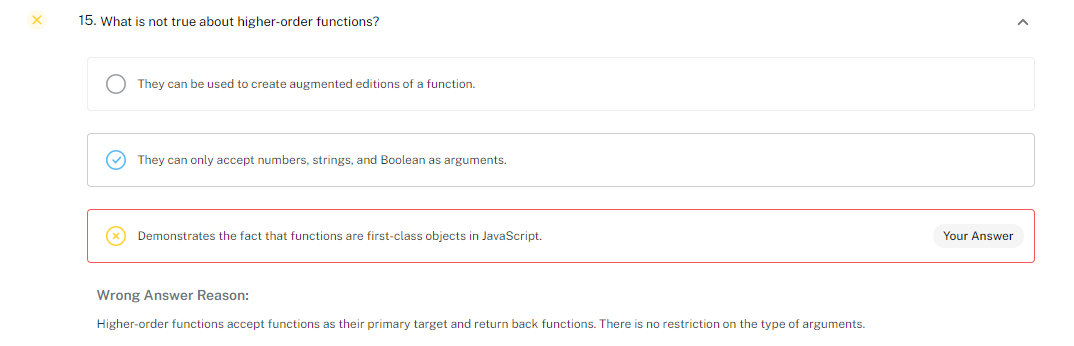 15. What is not true about higher-order functions?
They can be used to create augmented editions of a function.
They can only accept numbers, strings, and Boolean as arguments.
Demonstrates the fact that functions are first-class objects in JavaScript. Your Answer
Wrong Answer Reason:
Higher-order functions accept functions as their primary target and return back functions. There is no restriction on the type of arguments.